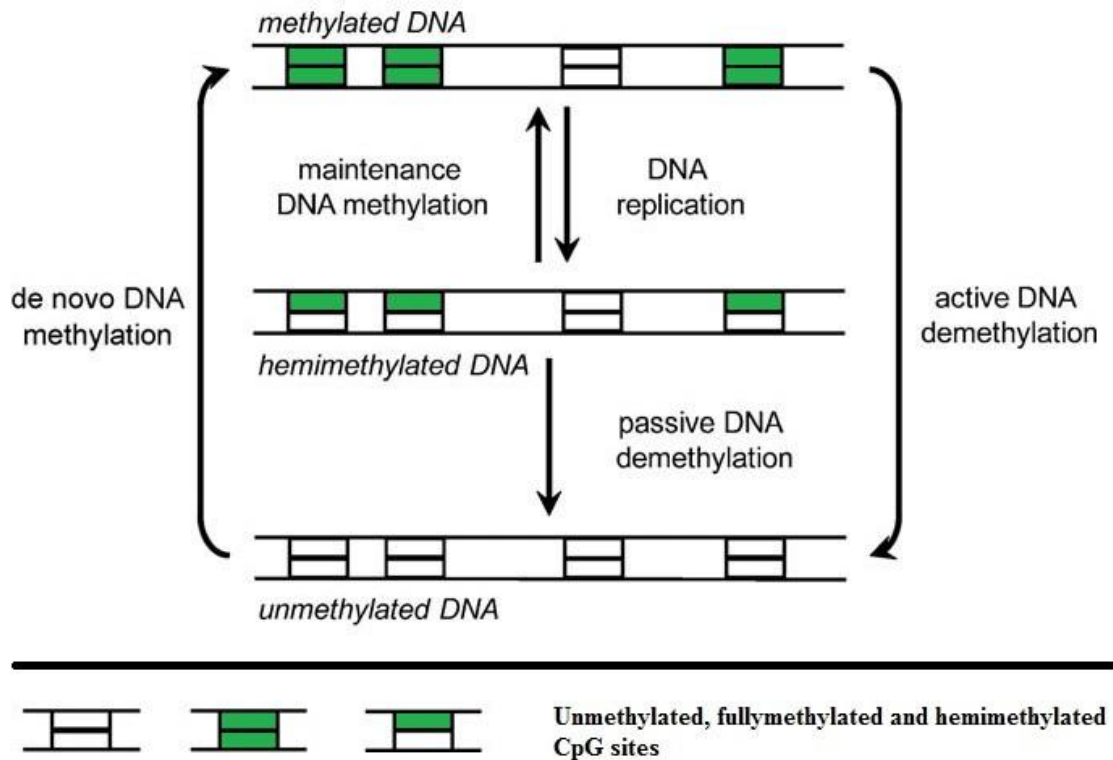 methylated DNA
maintenance
DNA methylation
DNA
replication
de novo DNA
methylation
active DNA
demethylation
hemimethylated DNA
passive DNA
demethylation
unmethylated DNA
Unmethylated, fullymethylated and hemimethylated
CpG sites